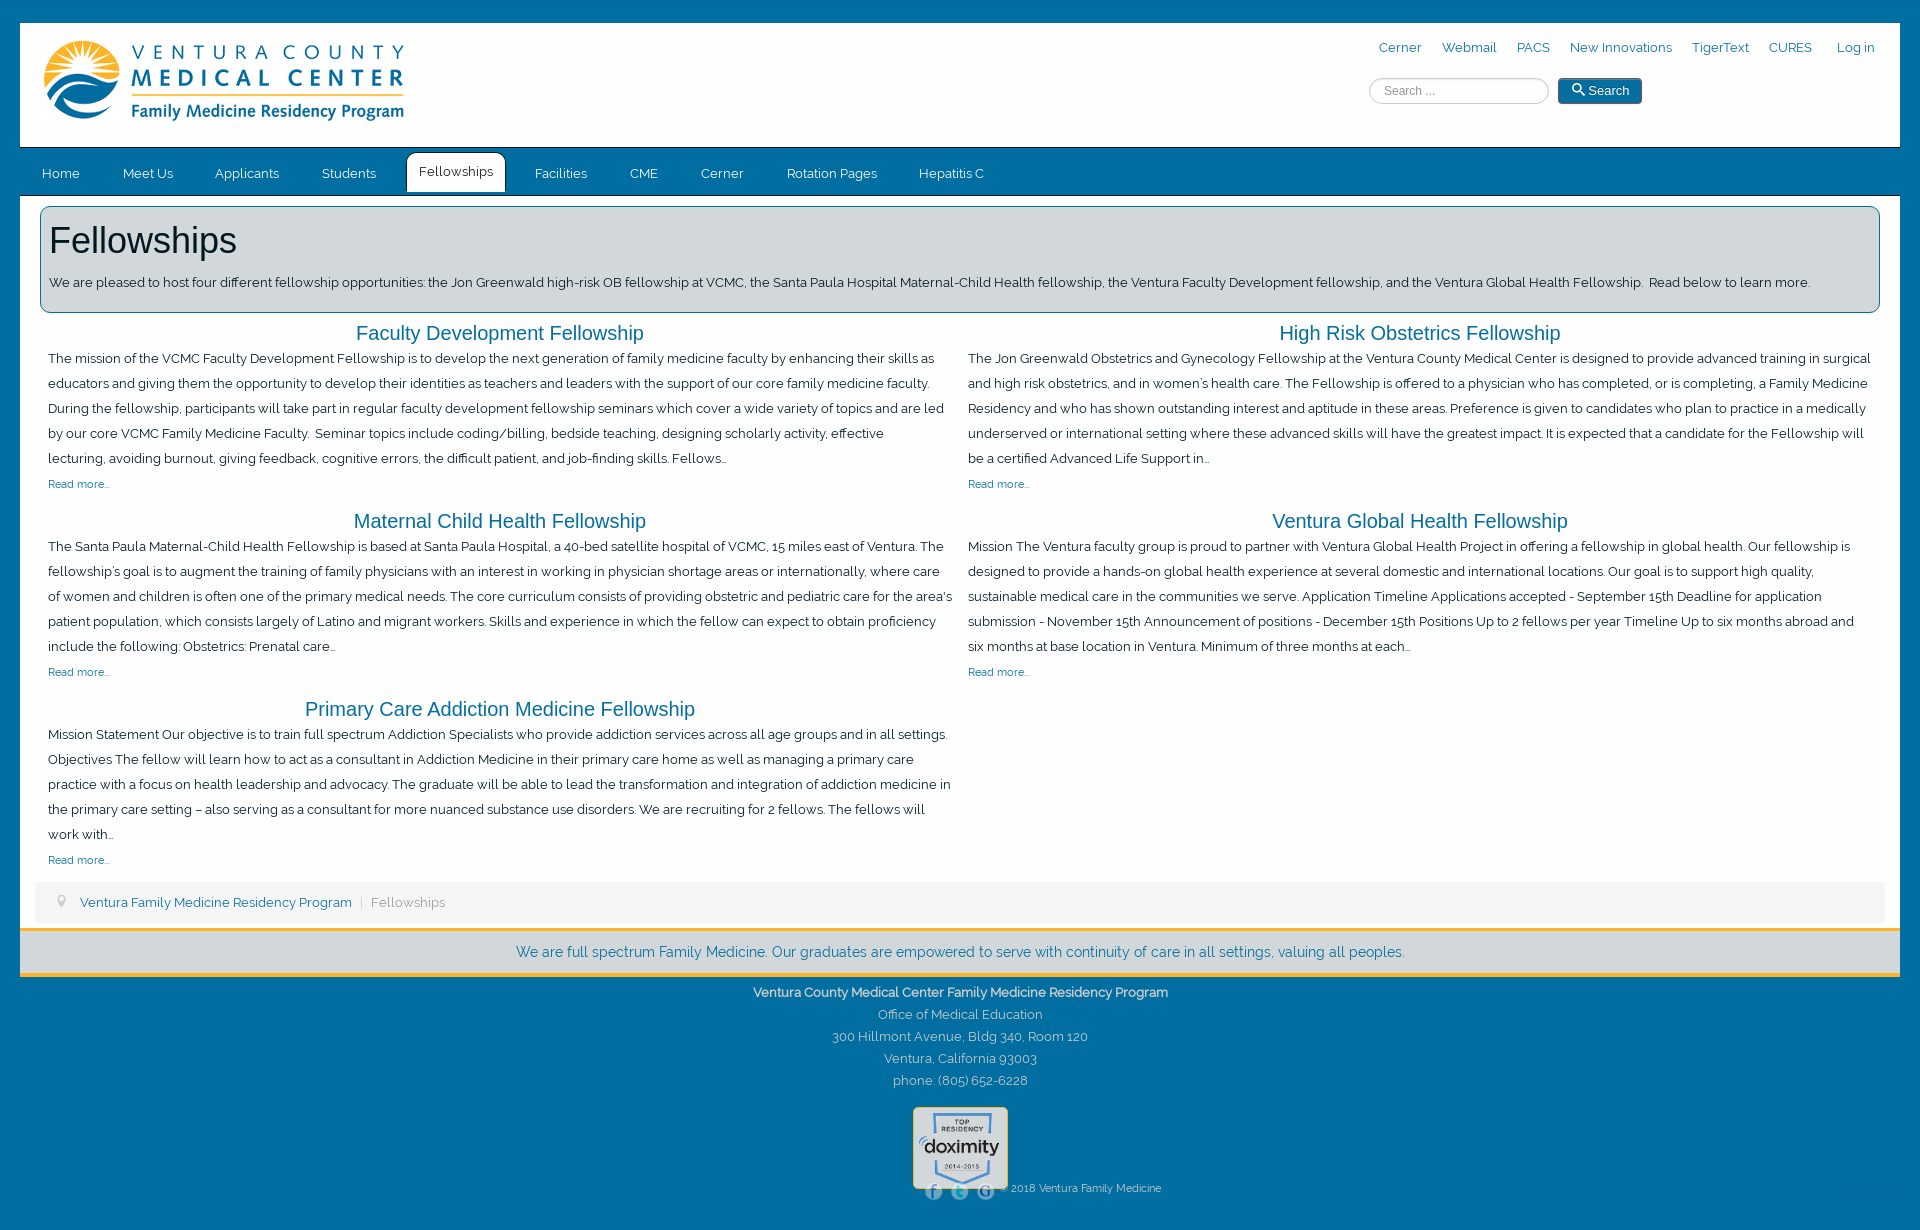 VENTURA COUNTY
MEDICAL CENTER
Family Medicine Residency Program
Cerner Webmail PACS New Innovations TigerText CURES Log in
Search ... Search
Home Meet Us Applicants Students Fellowships Facilities CME Cerner Rotation Pages Hepatitis C
Fellowships
We are pleased to host four different fellowship opportunities: the Jon Greenwald high-risk OB fellowship at VCMC, the Santa Paula Hospital Maternal-Child Health fellowship, the Ventura Faculty Development fellowship, and the Ventura Global Health Fellowship. Read below to learn more.
Faculty Development Fellowship
The mission of the VCMC Faculty Development Fellowship is to develop the next generation of family medicine faculty by enhancing their skills as
educators and giving them the opportunity to develop their identities as teachers and leaders with the support of our core family medicine faculty.
During the fellowship, participants will take part in regular faculty development fellowship seminars which cover a wide variety of topics and are led
by our core VCMC Family Medicine Faculty. Seminar topics include coding/billing, bedside teaching, designing scholarly activity, effective
lecturing, avoiding burnout, giving feedback, cognitive errors, the difficult patient, and job-finding skills. Fellows…
Read more...
High Risk Obstetrics Fellowship
The Jon Greenwald Obstetrics and Gynecology Fellowship at the Ventura County Medical Center is designed to provide advanced training in surgical
and high risk obstetrics, and in women's health care. The Fellowship is offered to a physician who has completed, or is completing, a Family Medicine
Residency and who has shown outstanding interest and aptitude in these areas. Preference is given to candidates who plan to practice in a medically
underserved or international setting where these advanced skills will have the greatest impact. It is expected that a candidate for the Fellowship will
be a certified Advanced Life Support in…
Read more...
Maternal Child Health Fellowship
The Santa Paula Maternal-Child Health Fellowship is based at Santa Paula Hospital, a 40-bed satellite hospital of VCMC, 15 miles east of Ventura. The
fellowship's goal is to augment the training of family physicians with an interest in working in physician shortage areas or internationally, where care
of women and children is often one of the primary medical needs. The core curriculum consists of providing obstetric and pediatric care for the area's
patient population, which consists largely of Latino and migrant workers. Skills and experience in which the fellow can expect to obtain proficiency
include the following: Obstetrics: Prenatal care…
Read more...
Ventura Global Health Fellowship
Mission The Ventura faculty group is proud to partner with Ventura Global Health Project in offering a fellowship in global health. Our fellowship is
designed to provide a hands-on global health experience at several domestic and international locations. Our goal is to support high quality,
sustainable medical care in the communities we serve. Application Timeline Applications accepted - September 15th Deadline for application
submission - November 15th Announcement of positions - December 15th Positions Up to 2 fellows per year Timeline Up to six months abroad and
six months at base location in Ventura. Minimum of three months at each…
Read more...
Primary Care Addiction Medicine Fellowship
Mission Statement Our objective is to train full spectrum Addiction Specialists who provide addiction services across all age groups and in all settings.
Objectives The fellow will learn how to act as a consultant in Addiction Medicine in their primary care home as well as managing a primary care
practice with a focus on health leadership and advocacy. The graduate will be able to lead the transformation and integration of addiction medicine in
the primary care setting – also serving as a consultant for more nuanced substance use disorders. We are recruiting for 2 fellows. The fellows will
work with…
Read more...
Ventura Family Medicine Residency Program | Fellowships
We are full spectrum Family Medicine. Our graduates are empowered to serve with continuity of care in all settings, valuing all peoples.
Ventura County Medical Center Family Medicine Residency Program
Office of Medical Education
300 Hillmont Avenue, Bldg 340, Room 120
Ventura, California 93003
phone: (805) 652-6228
TOP
RESIDENCY
doximity
2014-2015
f t G © 2018 Ventura Family Medicine